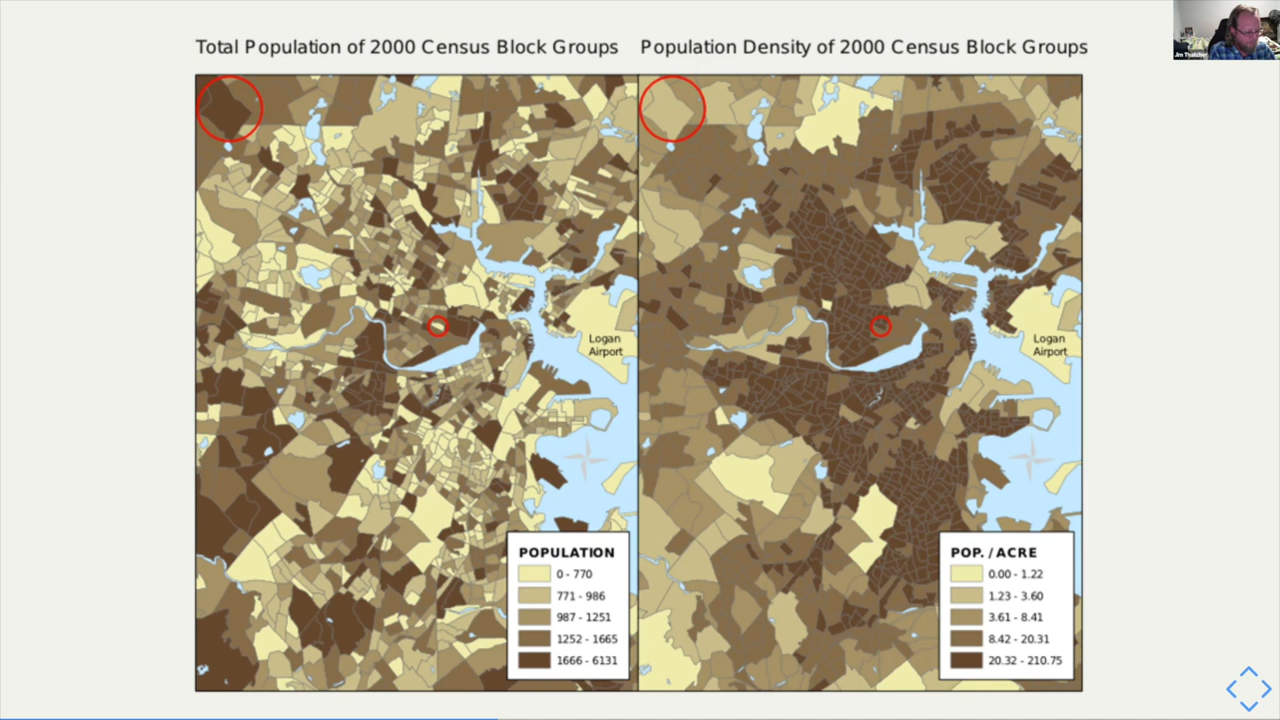 Total Population of 2000 Census Block Groups
Population Density of 2000 Census Block Groups
Jim Thatcher
Logan
Airport
Logan
Airport
POPULATION
0 - 770
771 - 986
987 - 1251
1252 - 1665
1666 - 6131
POP. / ACRE
0.00 - 1.22
1.23 - 3.60
3.61 - 8.41
8.42 - 20.31
20.32 - 210.75